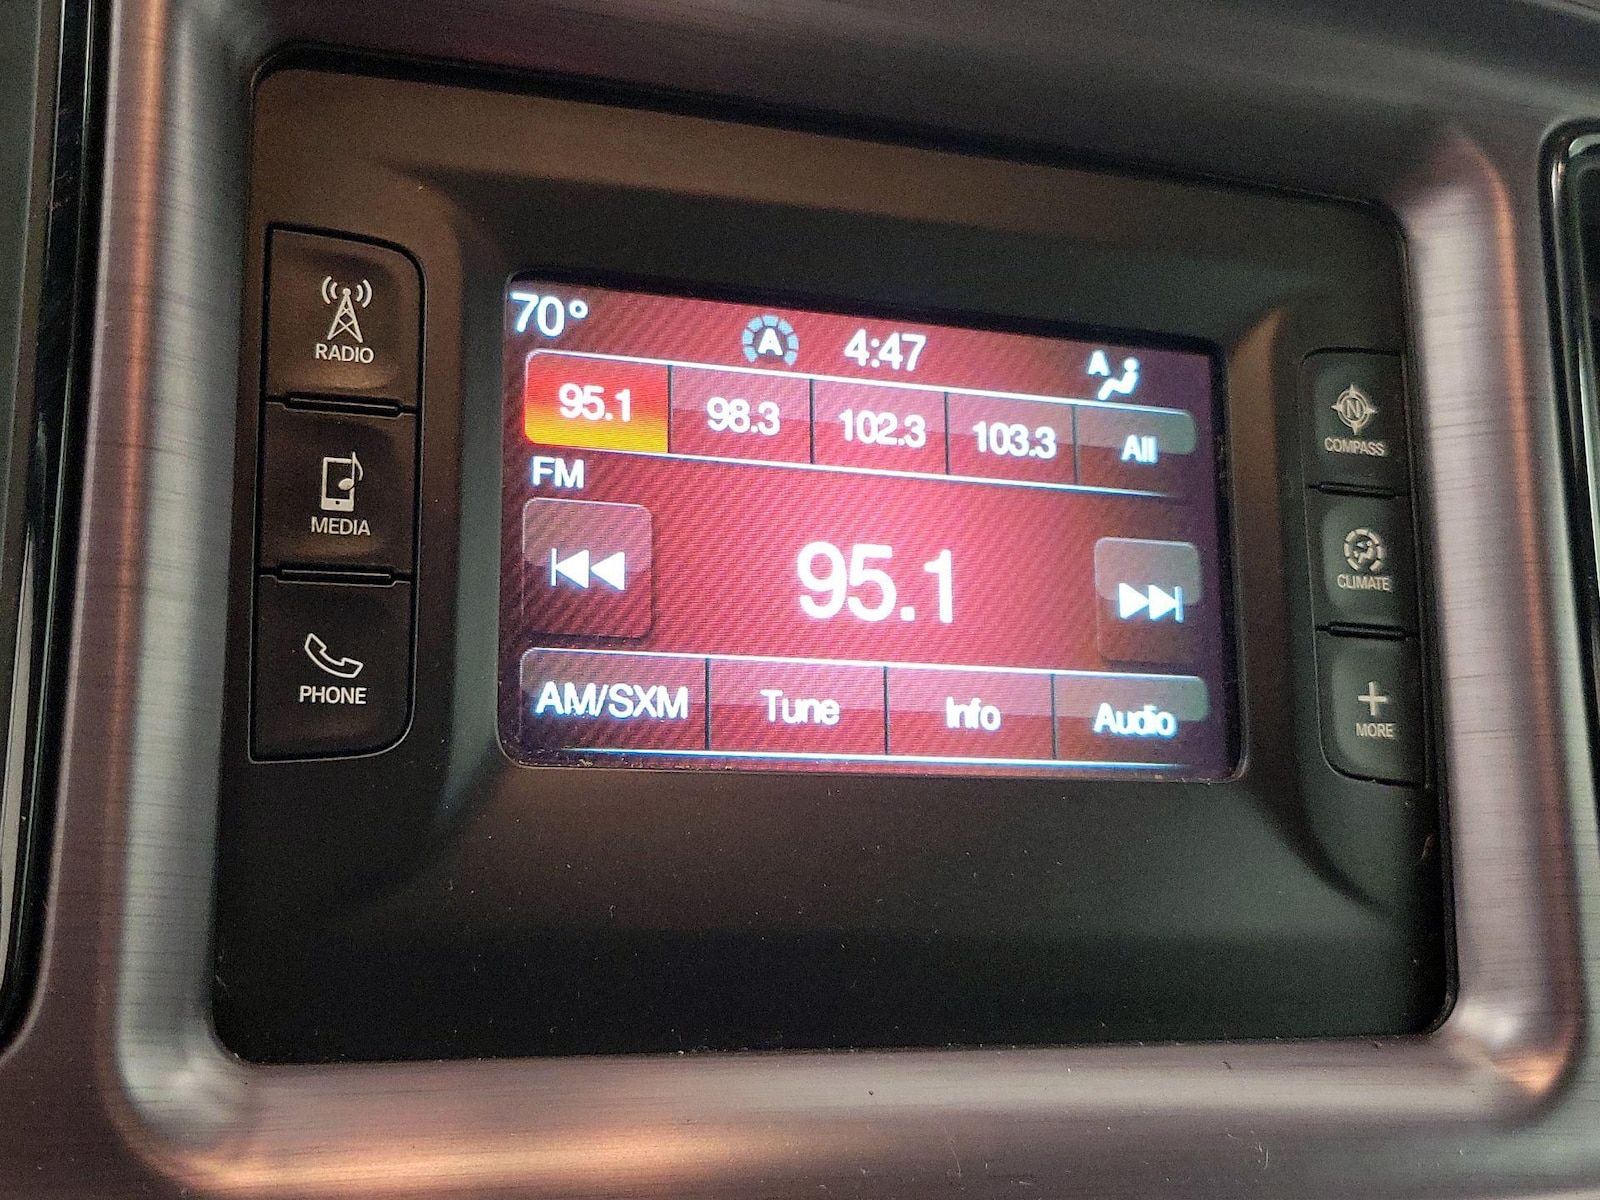 70° A 4:47 A
95.1 98.3 102.3 103.3 All
FM
95.1
AM/SXM Tune Info Audio
RADIO
MEDIA
PHONE
N
COMPASS
CLIMATE
MORE